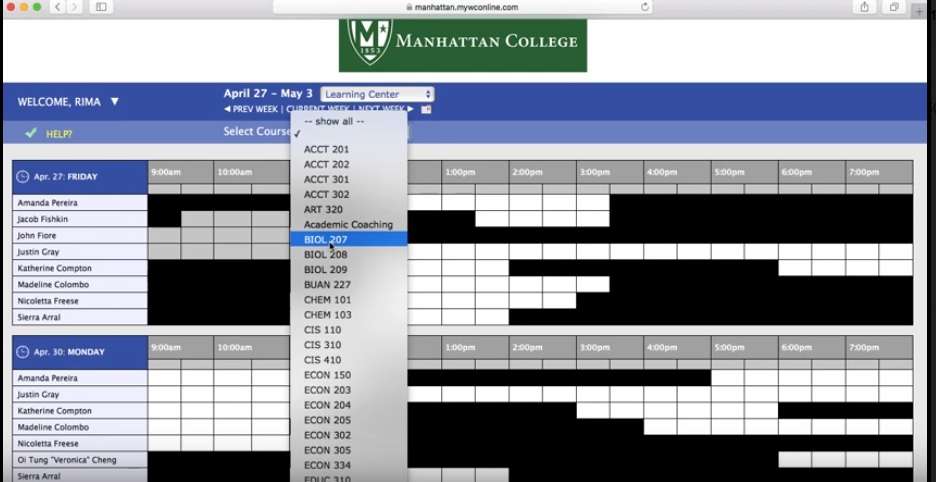 manhattan.mywconline.com
1853
MANHATTAN COLLEGE
WELCOME, RIMA ▼
April 27 - May 3 Learning Center
◄ PREV WEEK | CURRENT WEEK | NEXT WEEK ►
HELP?
Select Course
-- show all --
ACCT 201
ACCT 202
ACCT 301
ACCT 302
ART 320
Academic Coaching
BIOL 207
BIOL 208
BIOL 209
BUAN 227
CHEM 101
CHEM 103
CIS 110
CIS 310
CIS 410
ECON 150
ECON 203
ECON 204
ECON 205
ECON 302
ECON 305
ECON 334
EDUC 310
Apr. 27: FRIDAY 9:00am 10:00am 1:00pm 2:00pm 3:00pm 4:00pm 5:00pm 6:00pm 7:00pm
Amanda Pereira
Jacob Fishkin
John Fiore
Justin Gray
Katherine Compton
Madeline Colombo
Nicoletta Freese
Sierra Arral
Apr. 30: MONDAY 9:00am 10:00am 1:00pm 2:00pm 3:00pm 4:00pm 5:00pm 6:00pm 7:00pm
Amanda Pereira
Justin Gray
Katherine Compton
Madeline Colombo
Nicoletta Freese
Oi Tung "Veronica" Cheng
Sierra Arral